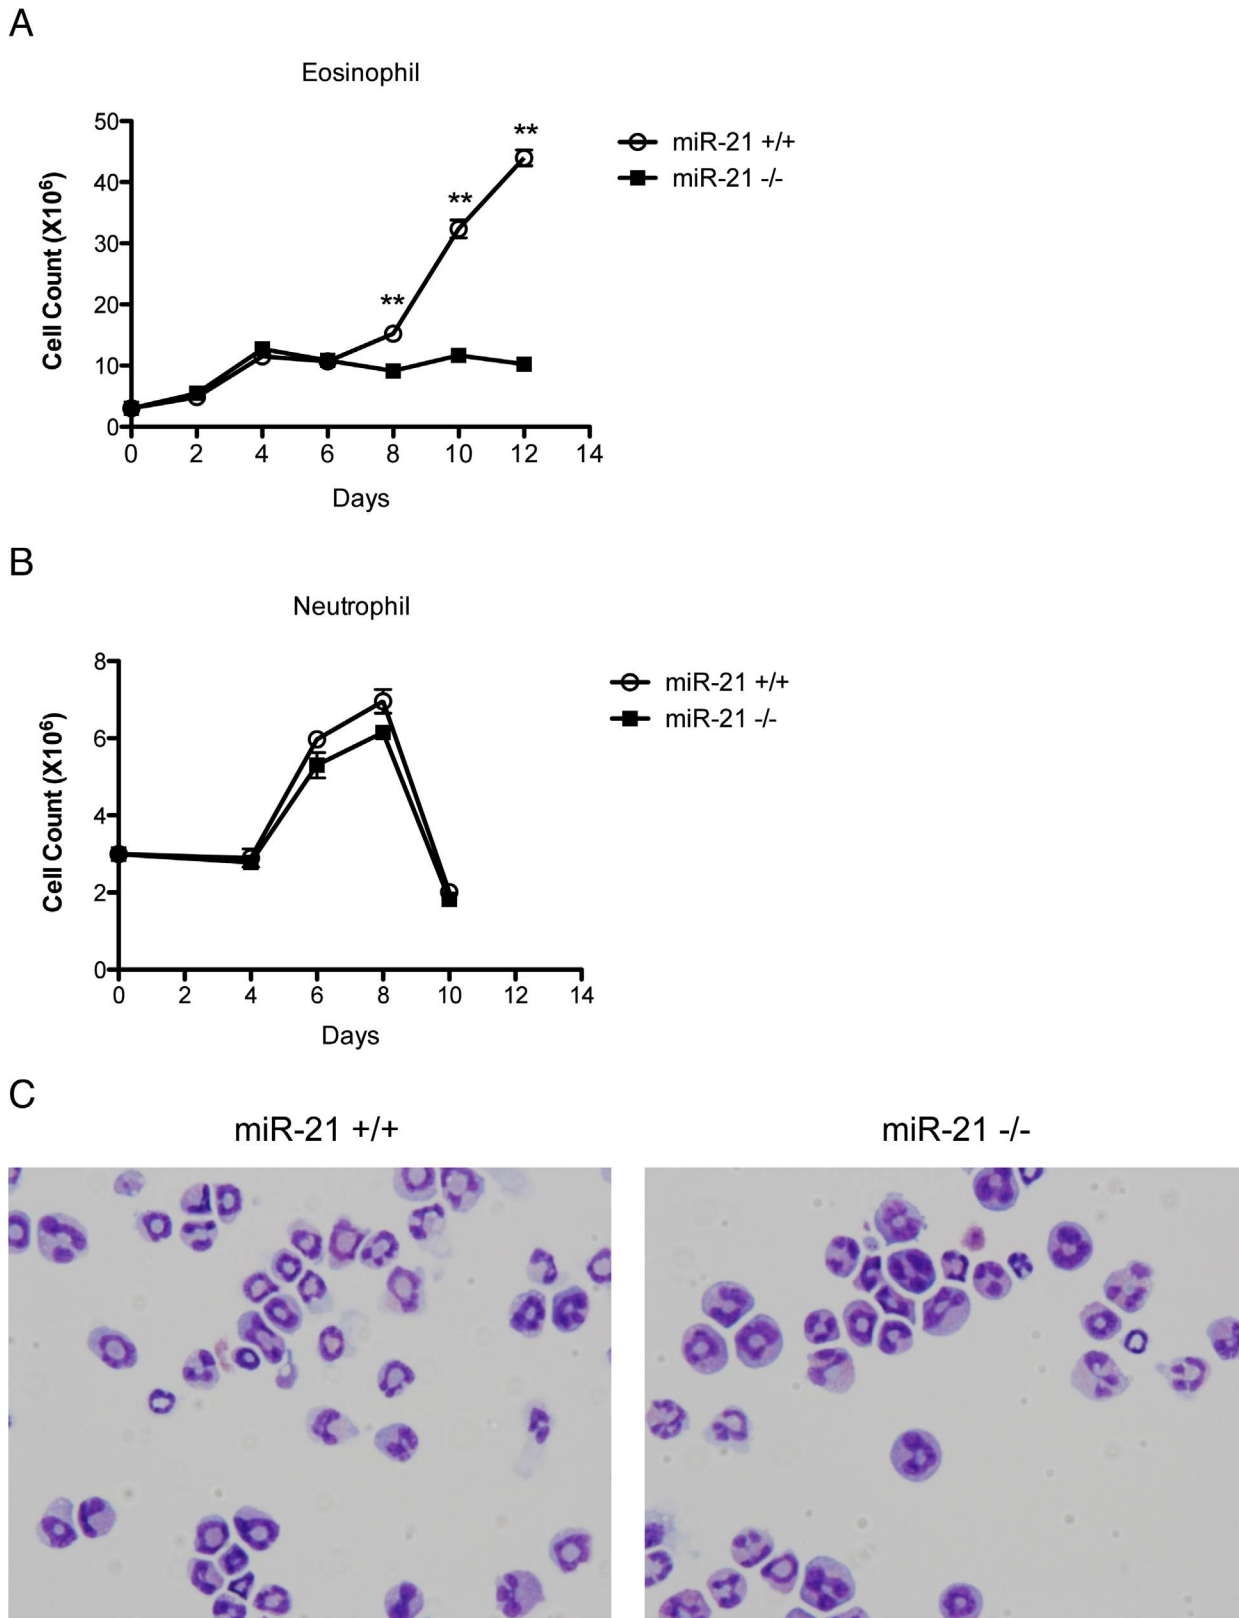 A
Eosinophil
50
40
30
20
10
0
Cell Count (X10⁶)
**
**
**
miR-21 +/+
miR-21 -/-
0 2 4 6 8 10 12 14
Days
B
Neutrophil
8
6
4
2
0
Cell Count (X10⁶)
miR-21 +/+
miR-21 -/-
0 2 4 6 8 10 12 14
Days
C
miR-21 +/+ miR-21 -/-